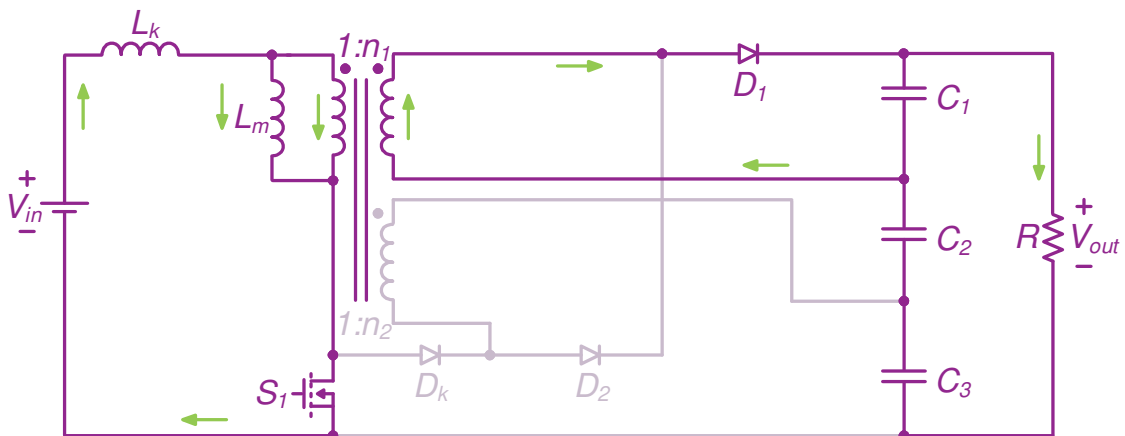 Lk
1:n1
D1
C1
Lm
+
Vin
−
C2
R
+
Vout
−
1:n2
Dk
D2
C3
S1